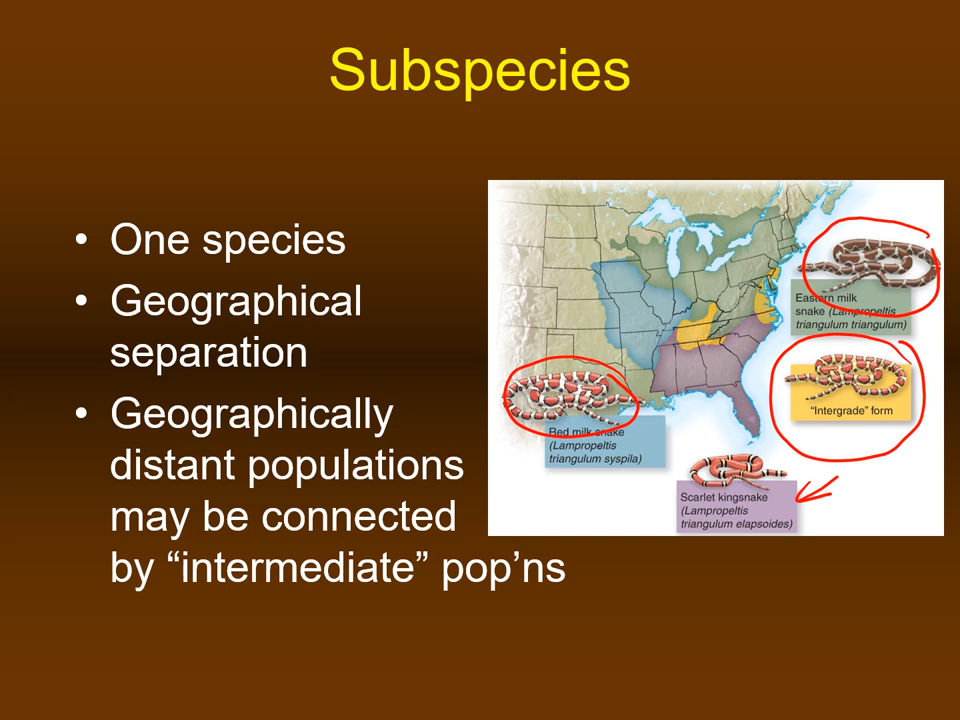 Subspecies
• One species
• Geographical
separation
• Geographically
distant populations
may be connected
by “intermediate” pop’ns
Eastern milk
snake (Lampropeltis
triangulum triangulum)
“Intergrade” form
Red milk snake
(Lampropeltis
triangulum syspila)
Scarlet kingsnake
(Lampropeltis
triangulum elapsoides)